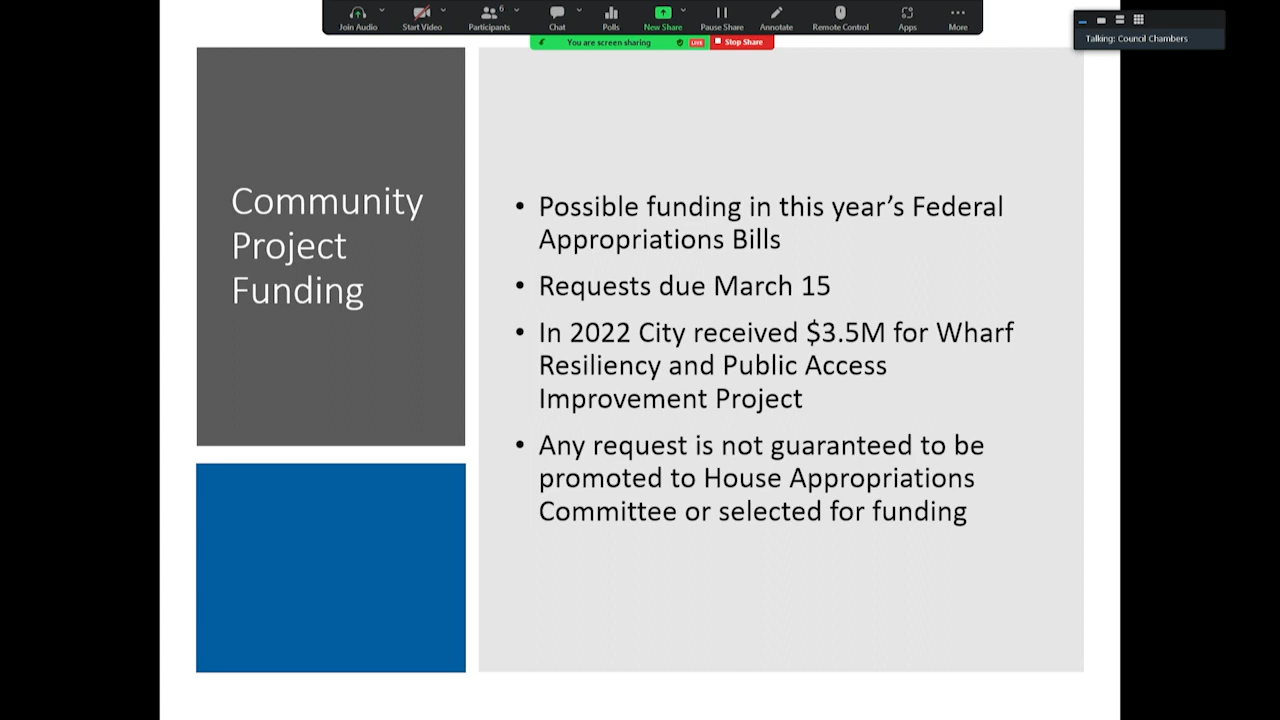 6
Join Audio Start Video Participants Chat Polls New Share Pause Share Annotate Remote Control Apps More
You are screen sharing LIVE Stop Share
Talking: Council Chambers
Community
Project
Funding
• Possible funding in this year’s Federal
Appropriations Bills
• Requests due March 15
• In 2022 City received $3.5M for Wharf
Resiliency and Public Access
Improvement Project
• Any request is not guaranteed to be
promoted to House Appropriations
Committee or selected for funding